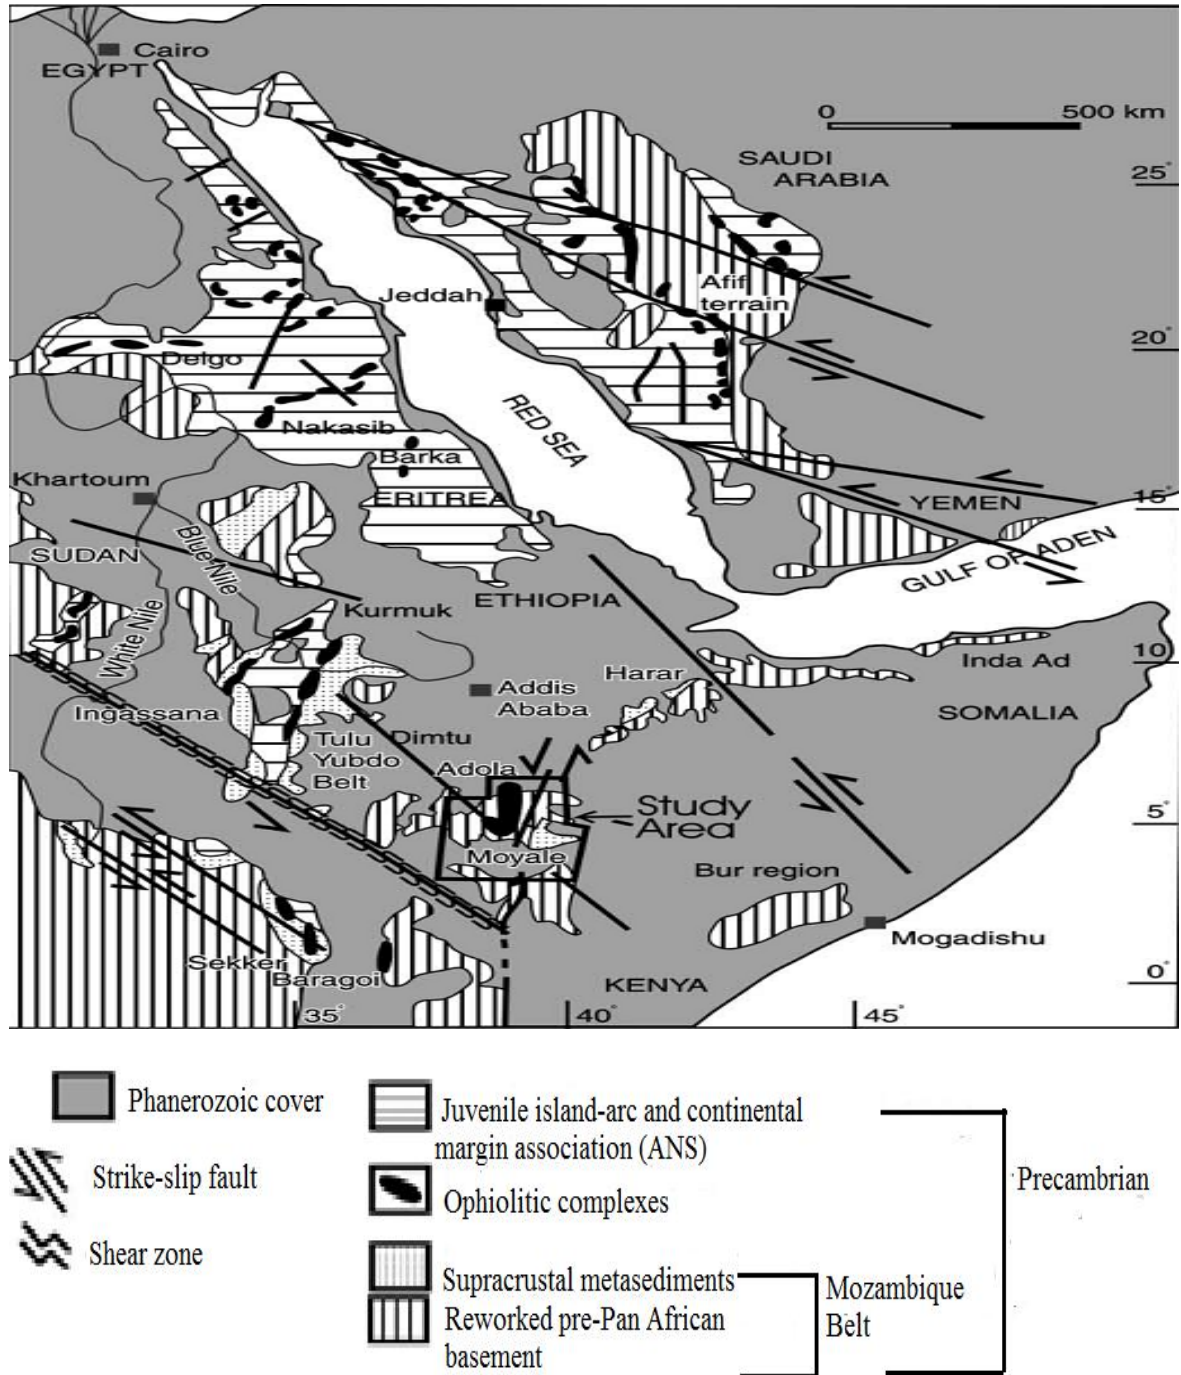 Cairo
EGYPT
0 500 km
SAUDI
ARABIA
25°
Afif
terrain
Jeddah
20°
Delgo
RED SEA
Nakasib
Barka
Khartoum
ERITREA
YEMEN
15°
SUDAN
Blue Nile
GULF OF ADEN
ETHIOPIA
Kurmuk
White Nile
10°
Inda Ad
Harar
Addis
Ababa
Ingassana
SOMALIA
Tulu
Yubdo
Belt
Dimtu
Adola
Study
Area
5°
Moyale
Bur region
Mogadishu
Sekker
Baragoi
KENYA
0°
35°
40°
45°
Phanerozoic cover
Strike-slip fault
Shear zone
Juvenile island-arc and continental
margin association (ANS)
Ophiolitic complexes
Supracrustal metasediments
Reworked pre-Pan African
basement
Mozambique
Belt
Precambrian